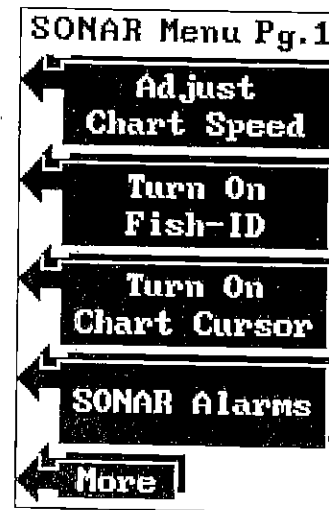 SONAR Menu Pg.1
Adjust
Chart Speed
Turn On
Fish-ID
Turn On
Chart Cursor
SONAR Alarms
More